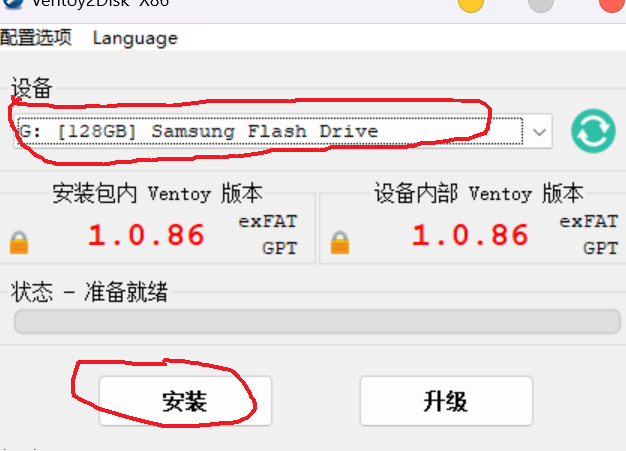 Ventoy2Disk X86
配置选项 Language
设备
G: [128GB] Samsung Flash Drive
安装包内 Ventoy 版本 设备内部 Ventoy 版本
1.0.86 exFAT 1.0.86 exFAT
GPT GPT
状态 - 准备就绪
安装 升级